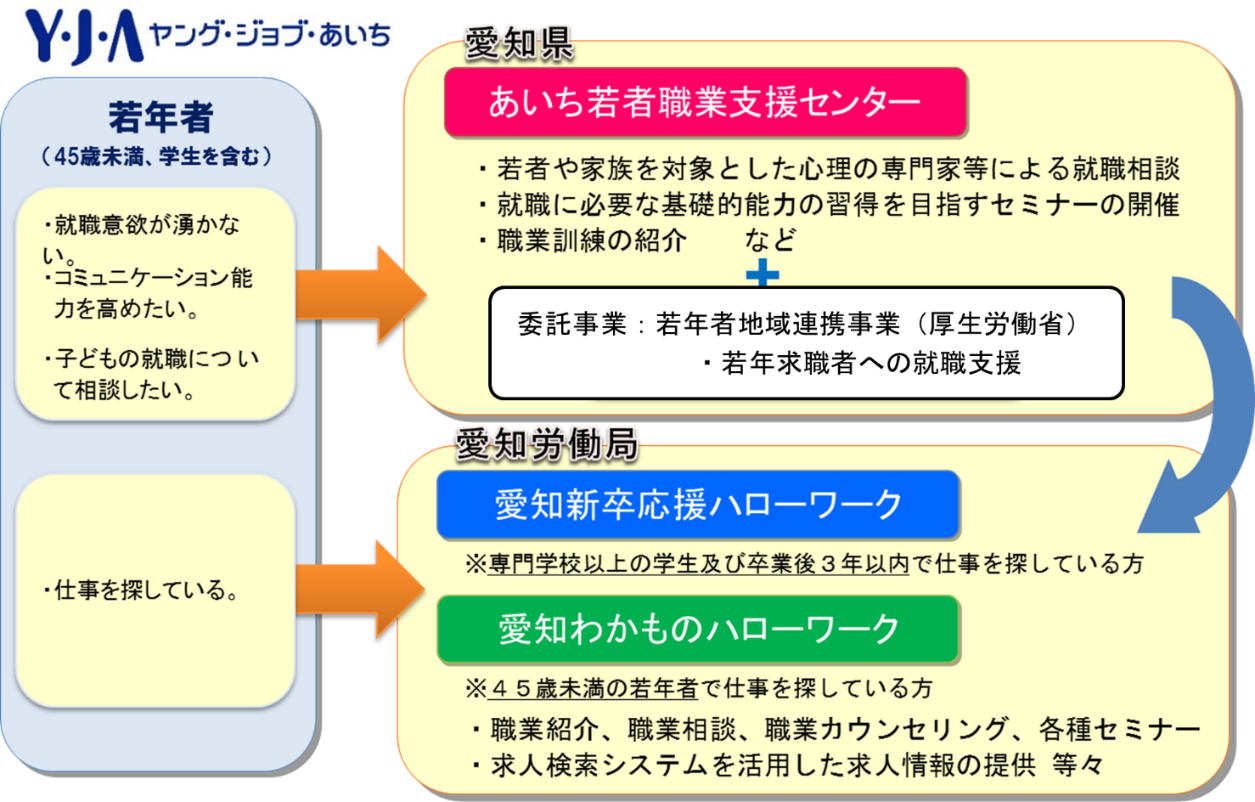 Y・J・A ヤング・ジョブ・あいち
若年者
(45歳未満、学生を含む)
・就職意欲が湧かな
い。
・コミュニケーション能
力を高めたい。
・子どもの就職につい
て相談したい。
・仕事を探している。
愛知県
あいち若者職業支援センター
・若者や家族を対象とした心理の専門家等による就職相談
・就職に必要な基礎的能力の習得を目指すセミナーの開催
・職業訓練の紹介 など
委託事業：若年者地域連携事業（厚生労働省）
・若年求職者への就職支援
愛知労働局
愛知新卒応援ハローワーク
※専門学校以上の学生及び卒業後３年以内で仕事を探している方
愛知わかものハローワーク
※４５歳未満の若年者で仕事を探している方
・職業紹介、職業相談、職業カウンセリング、各種セミナー
・求人検索システムを活用した求人情報の提供 等々